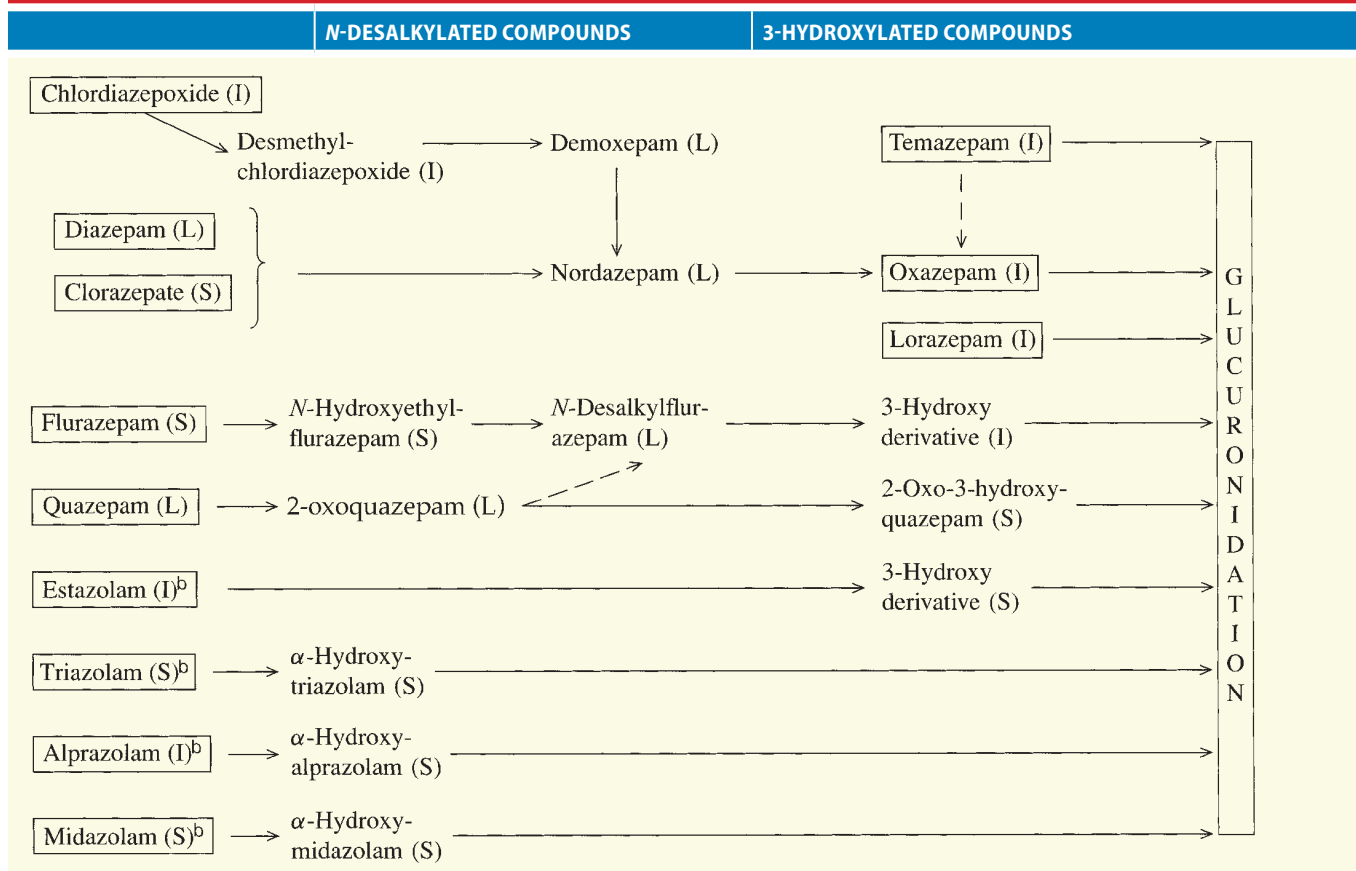 N-DESALKYLATED COMPOUNDS
3-HYDROXYLATED COMPOUNDS
Chlordiazepoxide (I)
Desmethyl-
chlordiazepoxide (I)
Demoxepam (L)
Temazepam (I)
Diazepam (L)
Clorazepate (S)
Nordazepam (L)
Oxazepam (I)
Lorazepam (I)
Flurazepam (S)
N-Hydroxyethyl-
flurazepam (S)
N-Desalkylflur-
azepam (L)
3-Hydroxy
derivative (I)
Quazepam (L)
2-oxoquazepam (L)
2-Oxo-3-hydroxy-
quazepam (S)
Estazolam (I)b
3-Hydroxy
derivative (S)
Triazolam (S)b
α-Hydroxy-
triazolam (S)
Alprazolam (I)b
α-Hydroxy-
alprazolam (S)
Midazolam (S)b
α-Hydroxy-
midazolam (S)
GLUCURONIDATION